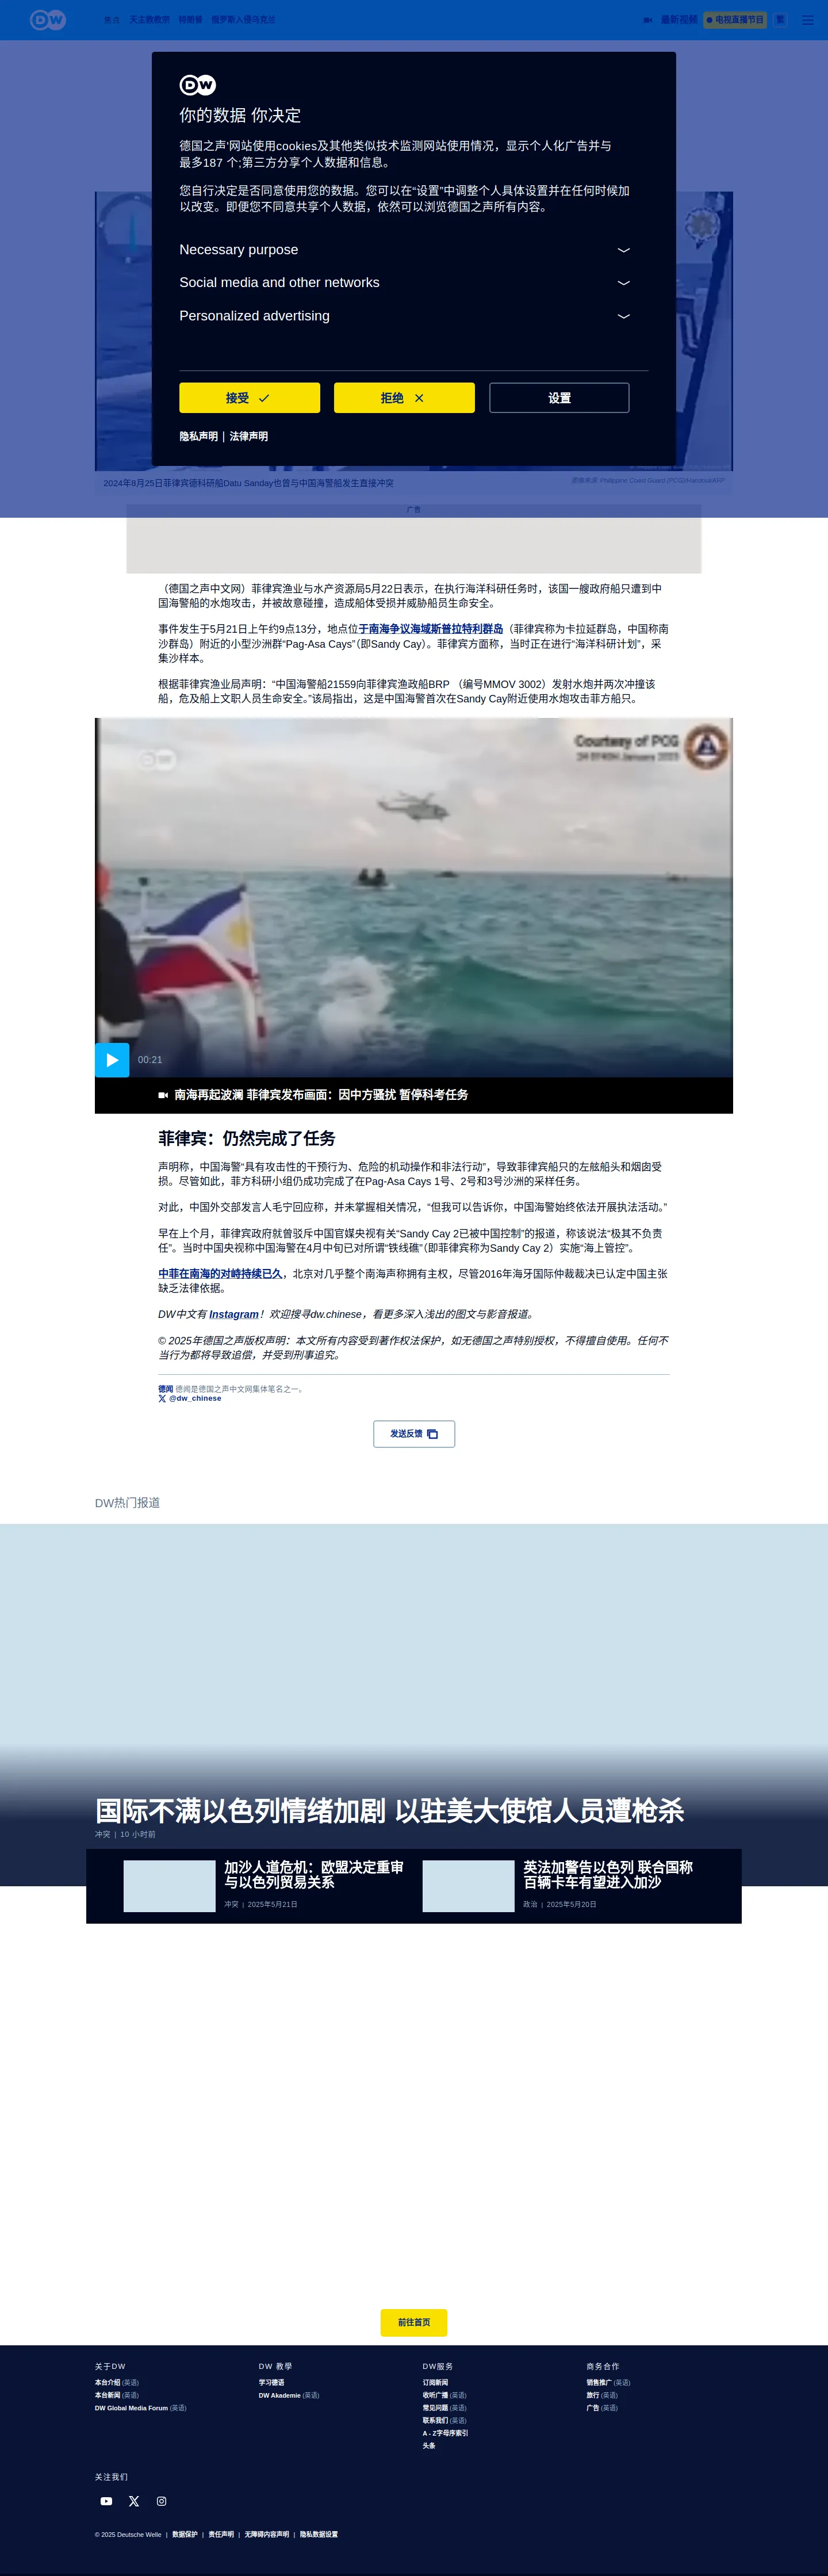 DW
焦点
天主教教宗
特朗普
俄罗斯入侵乌克兰
最新视频
电视直播节目
繁
DW
你的数据 你决定
德国之声'网站使用cookies及其他类似技术监测网站使用情况，显示个人化广告并与
最多187 个;第三方分享个人数据和信息。
您自行决定是否同意使用您的数据。您可以在“设置”中调整个人具体设置并在任何时候加
以改变。即便您不同意共享个人数据，依然可以浏览德国之声所有内容。
Necessary purpose
Social media and other networks
Personalized advertising
接受
拒绝
设置
隐私声明 | 法律声明
2024年8月25日菲律宾德科研船Datu Sanday也曾与中国海警船发生直接冲突
图像来源: Philippine Coast Guard (PCG)/Handout/AFP
广告
（德国之声中文网）菲律宾渔业与水产资源局5月22日表示，在执行海洋科研任务时，该国一艘政府船只遭到中
国海警船的水炮攻击，并被故意碰撞，造成船体受损并威胁船员生命安全。
事件发生于5月21日上午约9点13分，地点位于南海争议海域斯普拉特利群岛（菲律宾称为卡拉延群岛，中国称南
沙群岛）附近的小型沙洲群“Pag-Asa Cays”（即Sandy Cay）。菲律宾方面称，当时正在进行“海洋科研计划”，采
集沙样本。
根据菲律宾渔业局声明：“中国海警船21559向菲律宾渔政船BRP （编号MMOV 3002）发射水炮并两次冲撞该
船，危及船上文职人员生命安全。”该局指出，这是中国海警首次在Sandy Cay附近使用水炮攻击菲方船只。
DW
Courtesy of PCG
00:21
南海再起波澜 菲律宾发布画面：因中方骚扰 暂停科考任务
菲律宾：仍然完成了任务
声明称，中国海警“具有攻击性的干预行为、危险的机动操作和非法行动”，导致菲律宾船只的左舷船头和烟囱受
损。尽管如此，菲方科研小组仍成功完成了在Pag-Asa Cays 1号、2号和3号沙洲的采样任务。
对此，中国外交部发言人毛宁回应称，并未掌握相关情况，“但我可以告诉你，中国海警始终依法开展执法活动。”
早在上个月，菲律宾政府就曾驳斥中国官媒央视有关“Sandy Cay 2已被中国控制”的报道，称该说法“极其不负责
任”。当时中国央视称中国海警在4月中旬已对所谓“铁线礁”（即菲律宾称为Sandy Cay 2）实施“海上管控”。
中菲在南海的对峙持续已久，北京对几乎整个南海声称拥有主权，尽管2016年海牙国际仲裁裁决已认定中国主张
缺乏法律依据。
DW中文有 Instagram！欢迎搜寻dw.chinese，看更多深入浅出的图文与影音报道。
© 2025年德国之声版权声明：本文所有内容受到著作权法保护，如无德国之声特别授权，不得擅自使用。任何不
当行为都将导致追偿，并受到刑事追究。
德闻 德闻是德国之声中文网集体笔名之一。
@dw_chinese
发送反馈
DW热门报道
国际不满以色列情绪加剧 以驻美大使馆人员遭枪杀
冲突 | 10 小时前
加沙人道危机：欧盟决定重审
与以色列贸易关系
冲突 | 2025年5月21日
英法加警告以色列 联合国称
百辆卡车有望进入加沙
政治 | 2025年5月20日
前往首页
关于DW
本台介绍 (英语)
本台新闻 (英语)
DW Global Media Forum (英语)
DW 教學
学习德语
DW Akademie (英语)
DW服务
订阅新闻
收听广播 (英语)
常见问题 (英语)
联系我们 (英语)
A - Z字母序索引
头条
商务合作
销售推广 (英语)
旅行 (英语)
广告 (英语)
关注我们
© 2025 Deutsche Welle | 数据保护 | 责任声明 | 无障碍内容声明 | 隐私数据设置